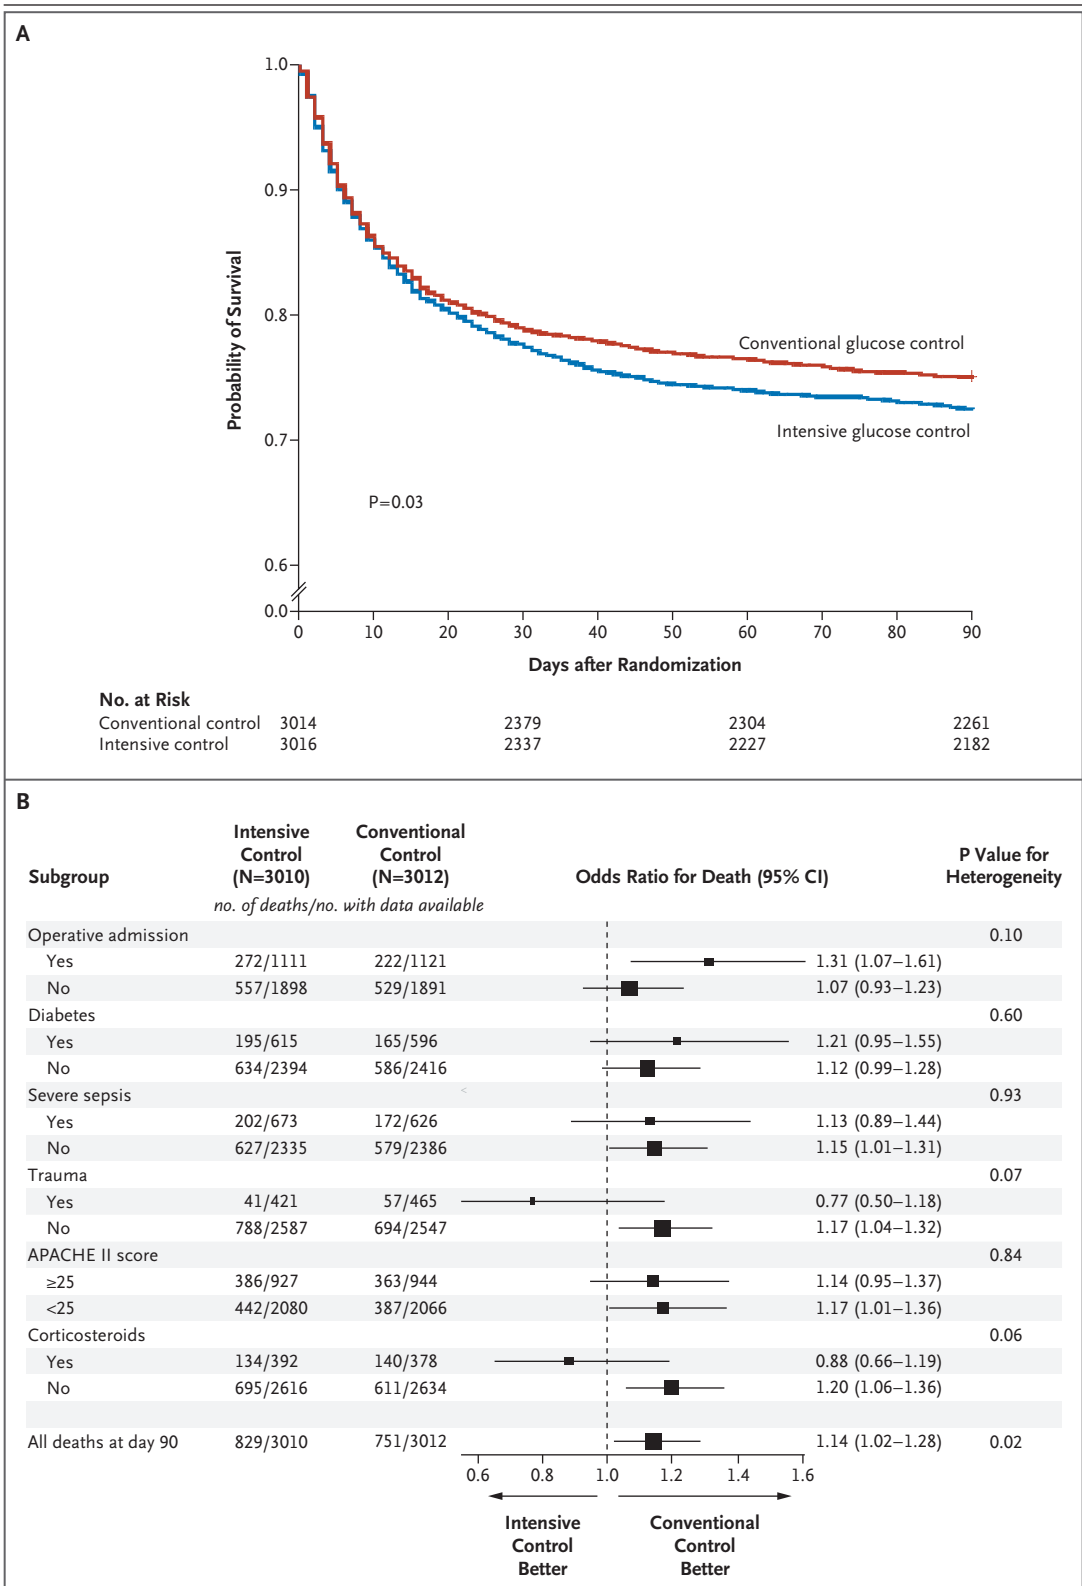 A
1.0
0.9
0.8
0.7
0.6
0.0
Probability of Survival
Conventional glucose control
Intensive glucose control
P=0.03
0 10 20 30 40 50 60 70 80 90
Days after Randomization
No. at Risk
Conventional control 3014 2379 2304 2261
Intensive control 3016 2337 2227 2182
B
Subgroup
Intensive
Control
(N=3010)
Conventional
Control
(N=3012)
Odds Ratio for Death (95% CI)
P Value for
Heterogeneity
no. of deaths/no. with data available
Operative admission 0.10
Yes 272/1111 222/1121 1.31 (1.07–1.61)
No 557/1898 529/1891 1.07 (0.93–1.23)
Diabetes 0.60
Yes 195/615 165/596 1.21 (0.95–1.55)
No 634/2394 586/2416 1.12 (0.99–1.28)
Severe sepsis 0.93
Yes 202/673 172/626 1.13 (0.89–1.44)
No 627/2335 579/2386 1.15 (1.01–1.31)
Trauma 0.07
Yes 41/421 57/465 0.77 (0.50–1.18)
No 788/2587 694/2547 1.17 (1.04–1.32)
APACHE II score 0.84
≥25 386/927 363/944 1.14 (0.95–1.37)
<25 442/2080 387/2066 1.17 (1.01–1.36)
Corticosteroids 0.06
Yes 134/392 140/378 0.88 (0.66–1.19)
No 695/2616 611/2634 1.20 (1.06–1.36)
All deaths at day 90 829/3010 751/3012 1.14 (1.02–1.28) 0.02
0.6 0.8 1.0 1.2 1.4 1.6
Intensive
Control
Better
Conventional
Control
Better